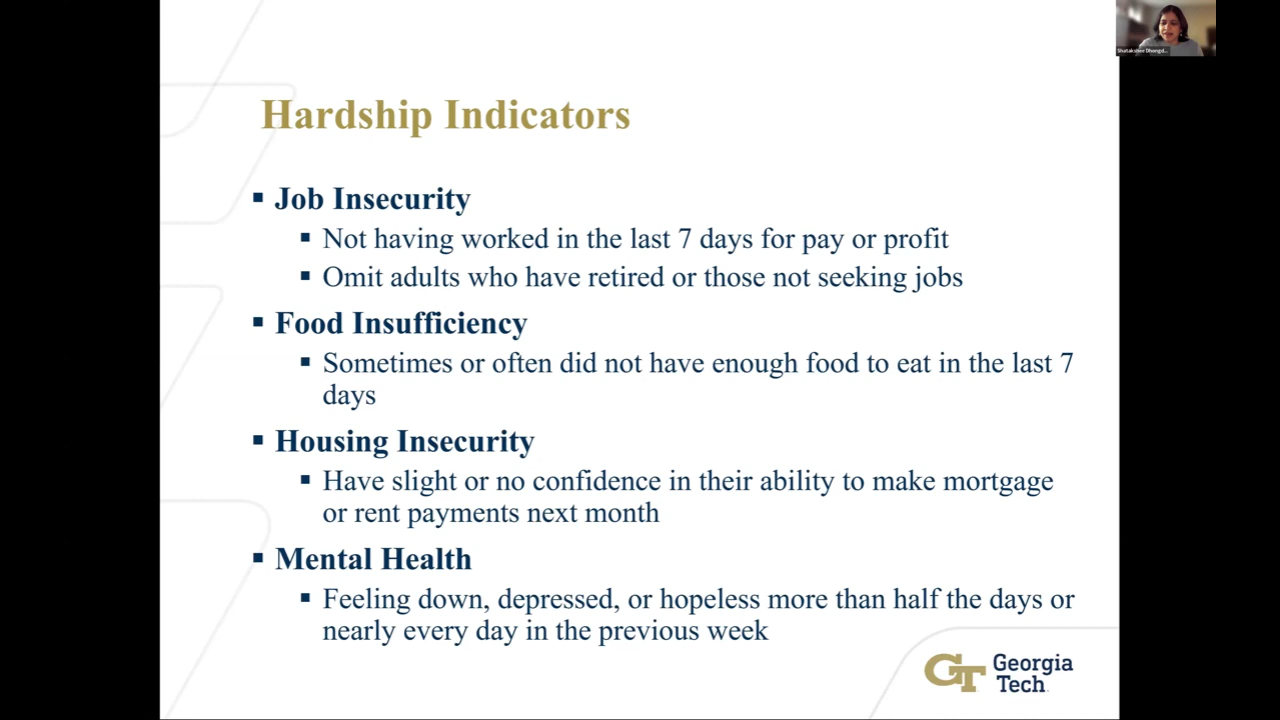 Shatakshee Dhongd...
Hardship Indicators
▪ Job Insecurity
▪ Not having worked in the last 7 days for pay or profit
▪ Omit adults who have retired or those not seeking jobs
▪ Food Insufficiency
▪ Sometimes or often did not have enough food to eat in the last 7
days
▪ Housing Insecurity
▪ Have slight or no confidence in their ability to make mortgage
or rent payments next month
▪ Mental Health
▪ Feeling down, depressed, or hopeless more than half the days or
nearly every day in the previous week
GT Georgia
Tech